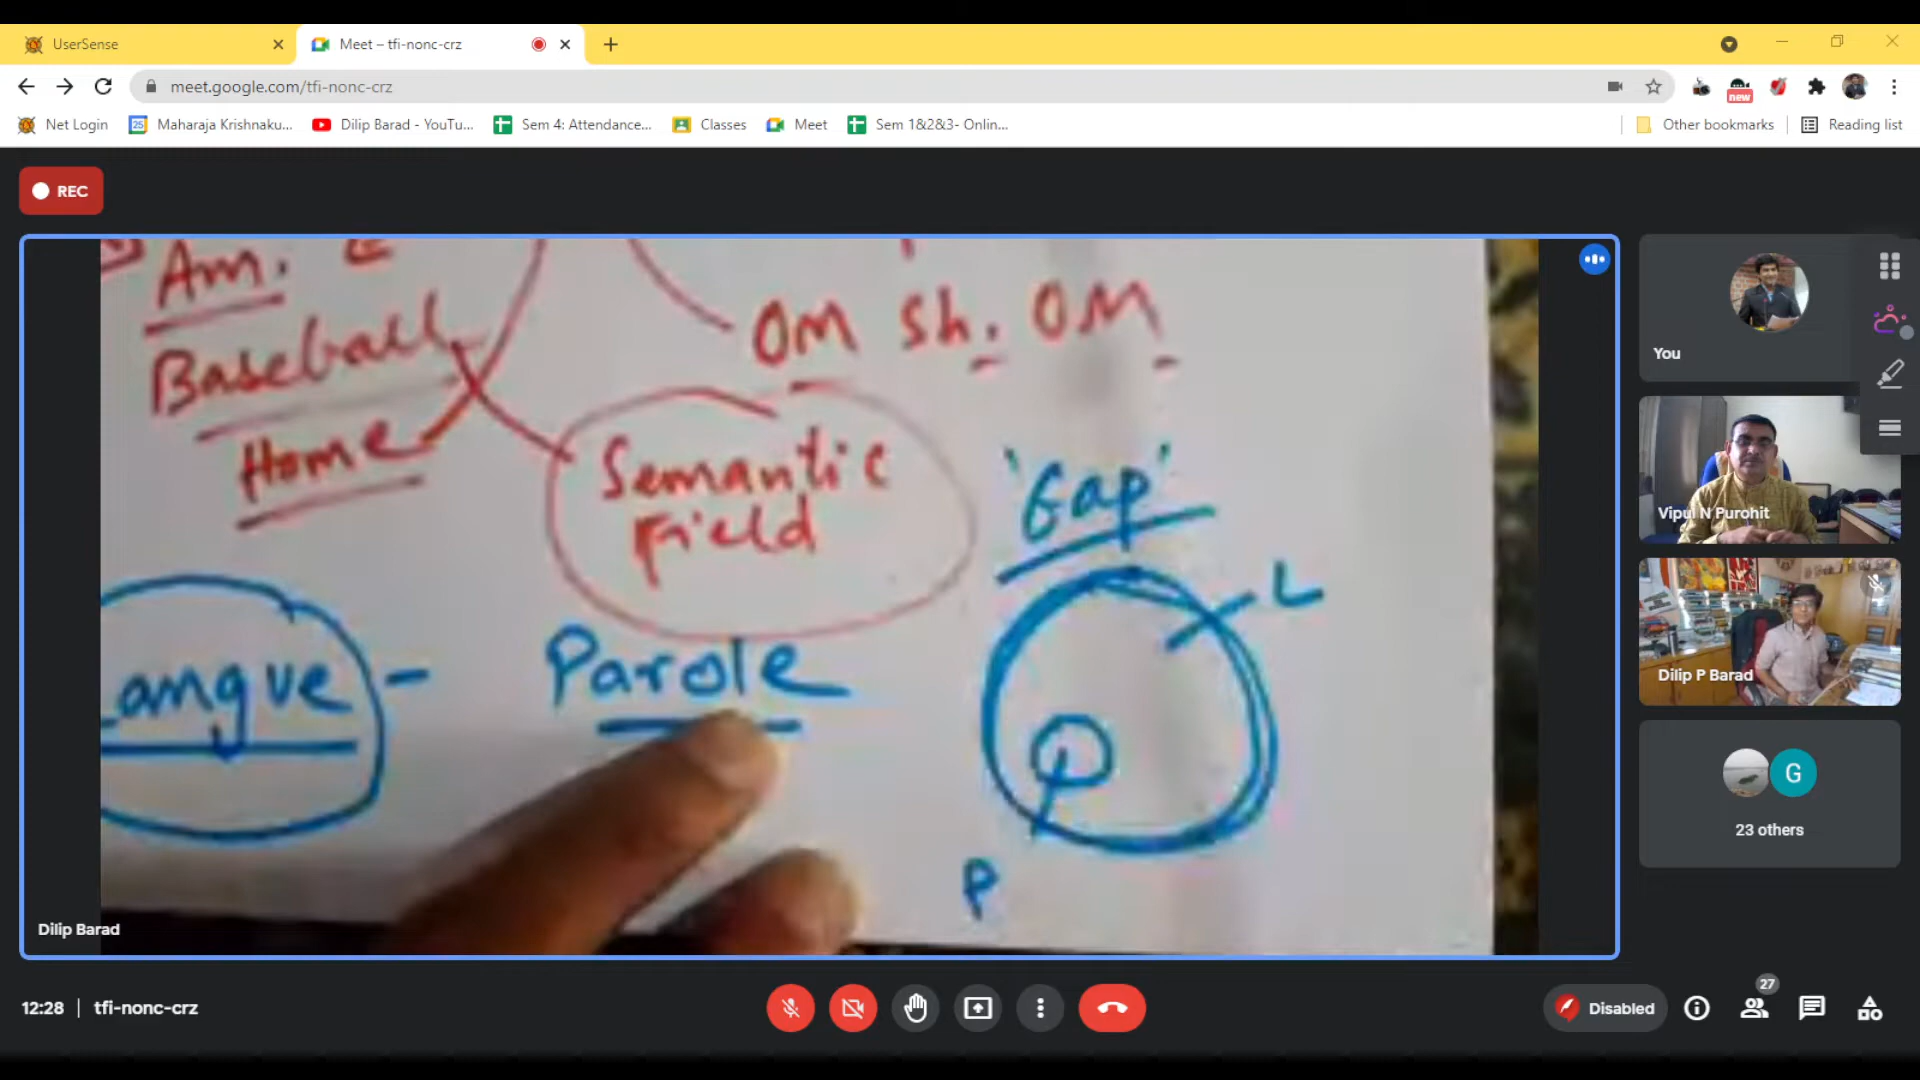 UserSense
Meet – tfi-nonc-crz
meet.google.com/tfi-nonc-crz
new
Net Login
25
Maharaja Krishnaku...
Dilip Barad - YouTu...
Sem 4: Attendance...
Classes
Meet
Sem 1&2&3- Onlin...
Other bookmarks
Reading list
REC
Am. E
Baseball
Home
OM Sh. OM
Semantic
Field
'Gap'
L
angue -
Parole
P
Dilip Barad
You
Vipul N Purohit
Dilip P Barad
G
23 others
12:28 | tfi-nonc-crz
Disabled
27